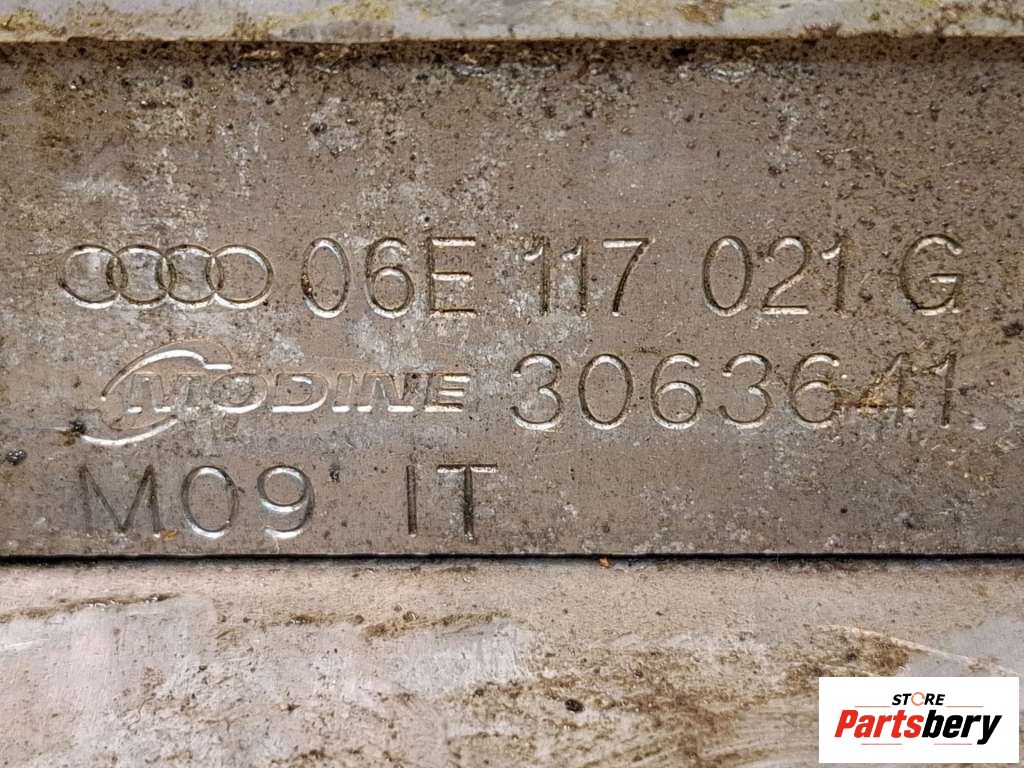 06E 117 021 G
MODINE 3063641
M09 IT
STORE
Partsbery